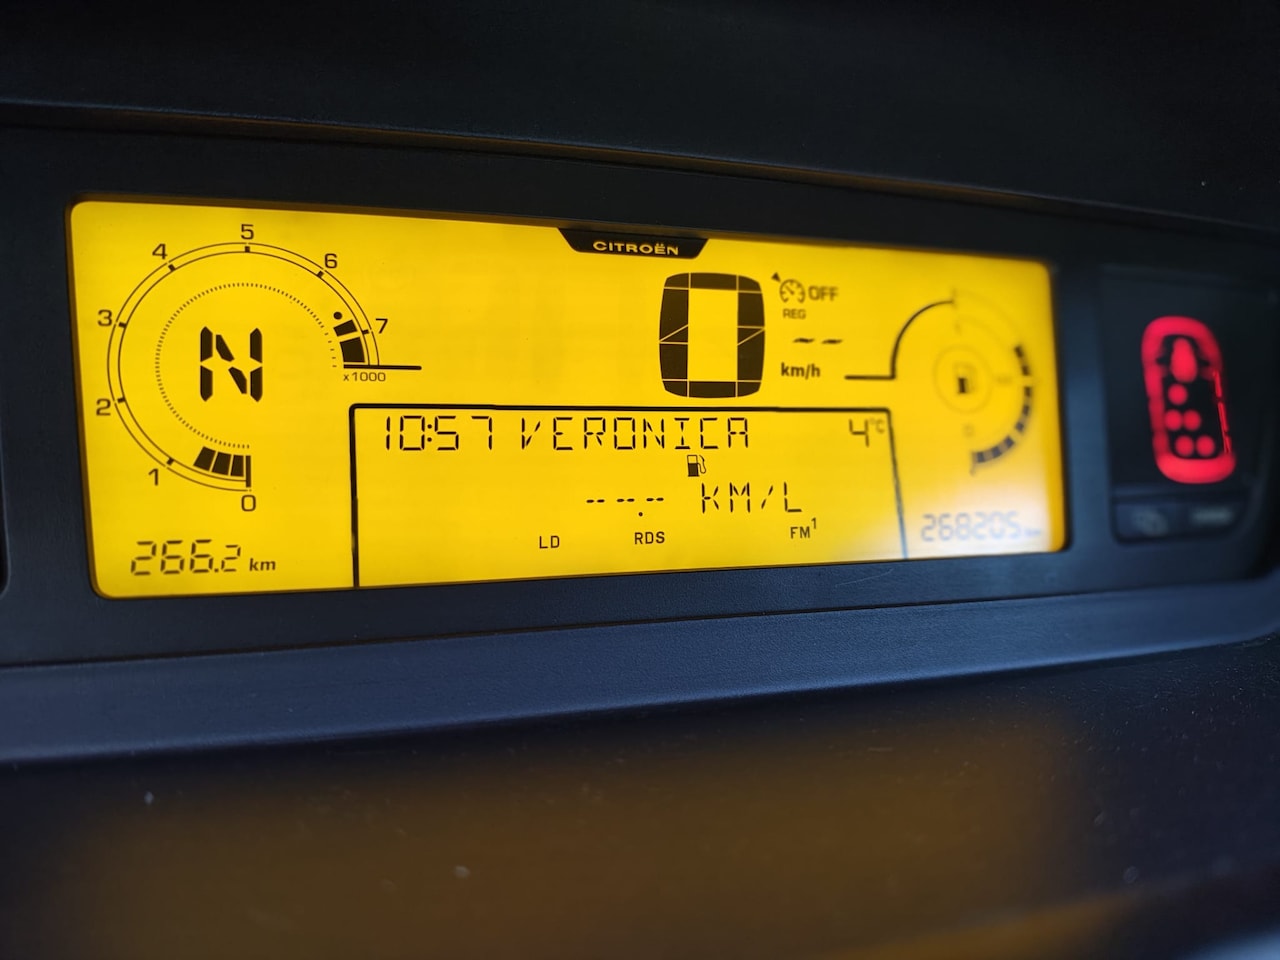 CITROËN
0
1
2
3
4
5
6
7
x1000
N
0
km/h
OFF
REG
--
10:57 VERONICA 4°C
--.- KM/L
LD RDS FM1
266.2 km
268205